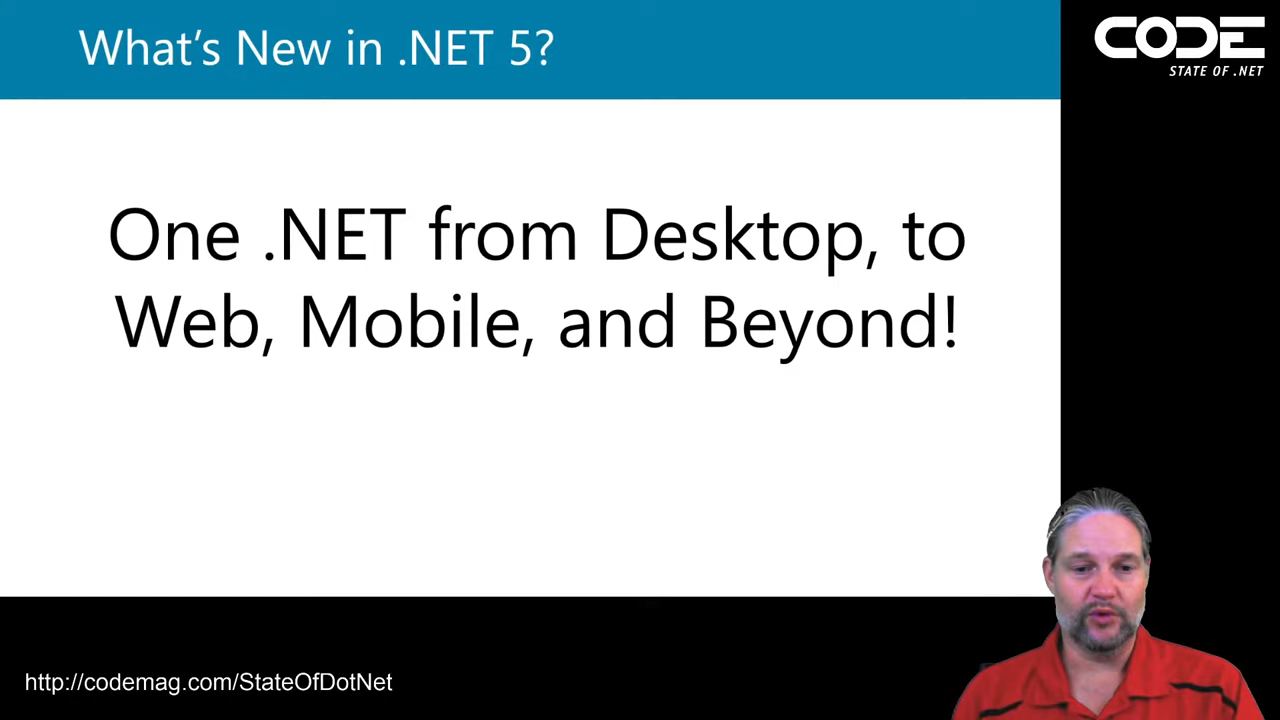 What's New in .NET 5?
CODE
STATE OF .NET
One .NET from Desktop, to
Web, Mobile, and Beyond!
http://codemag.com/StateOfDotNet